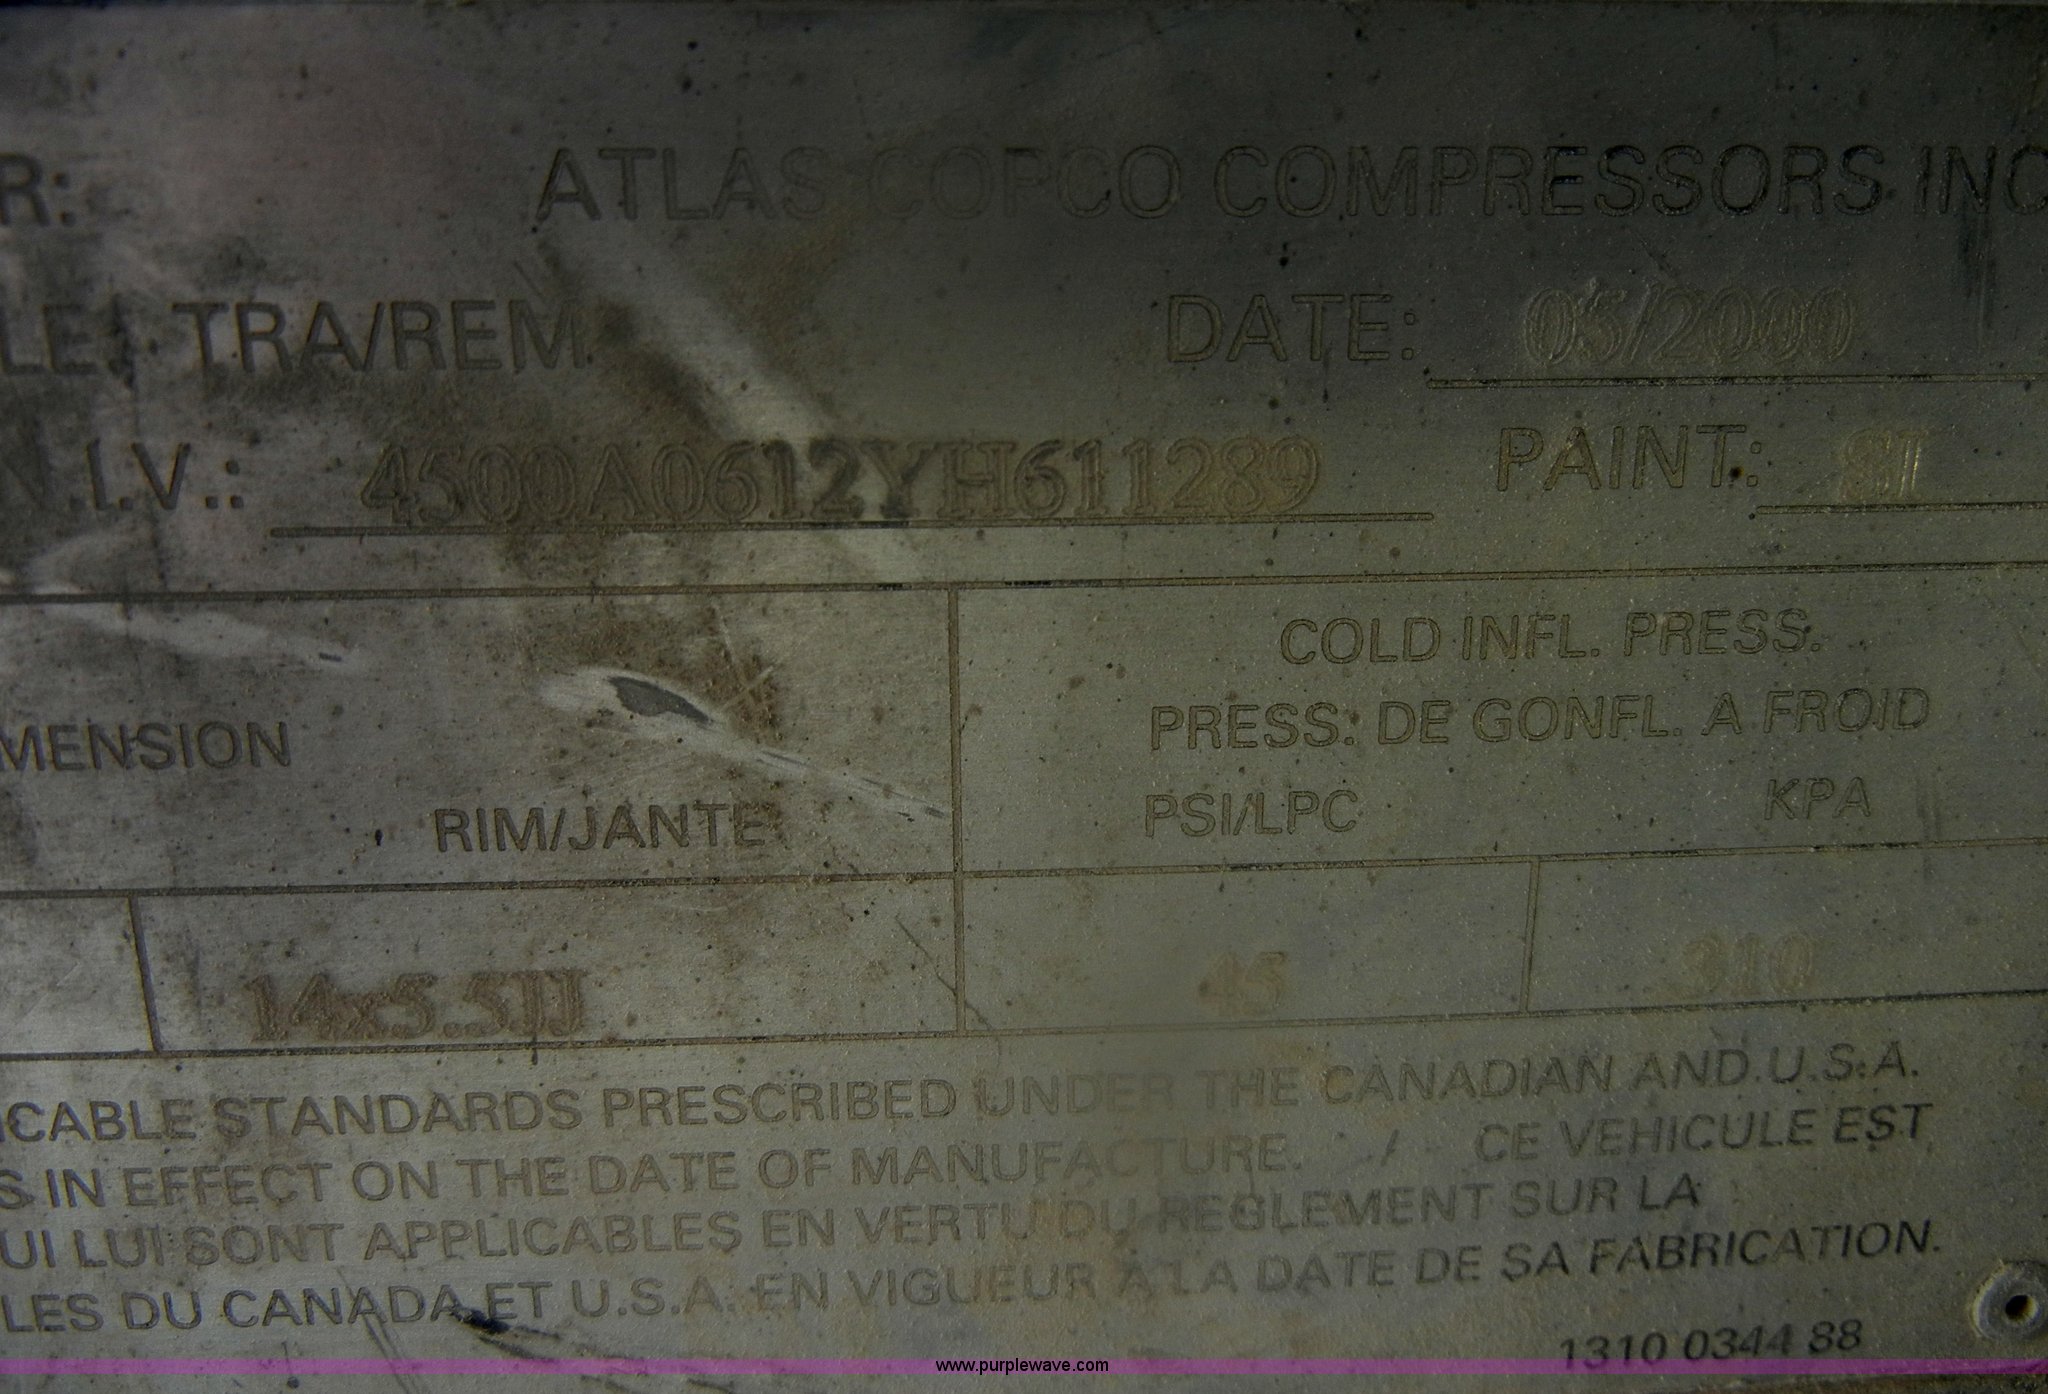 R: ATLAS COPCO COMPRESSORS INC
LE: TRA/REM DATE: 05/2000
N.I.V.: 4500A0612YH611289 PAINT: ST
COLD INFL. PRESS.
PRESS: DE GONFL. A FROID
MENSION
RIM/JANTE PSI/LPC KPA
14x5.5JJ 45 310
ICABLE STANDARDS PRESCRIBED UNDER THE CANADIAN AND U.S.A.
S IN EFFECT ON THE DATE OF MANUFACTURE. / CE VEHICULE EST
UI LUI SONT APPLICABLES EN VERTU DU REGLEMENT SUR LA
LES DU CANADA ET U.S.A. EN VIGUEUR A LA DATE DE SA FABRICATION.
1310 0344 88
www.purplewave.com